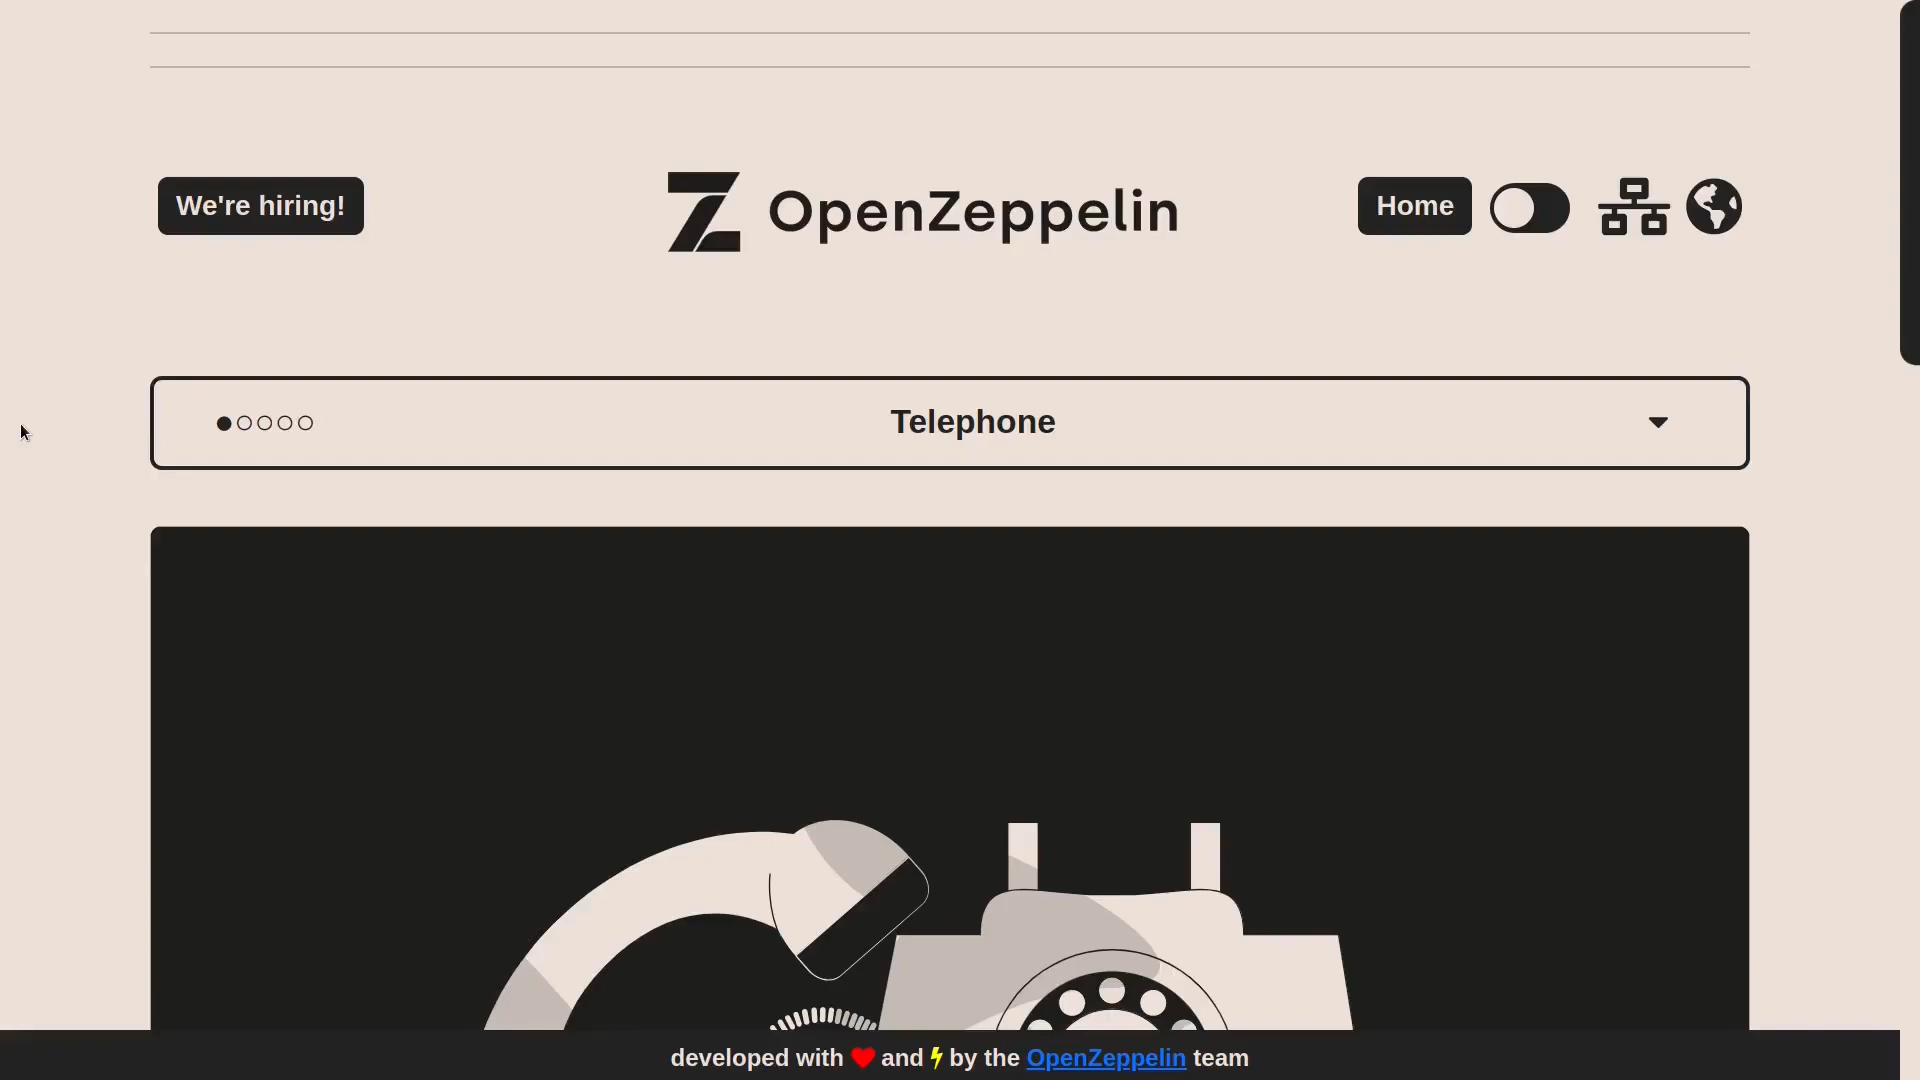 We're hiring!
OpenZeppelin
Home
Telephone
developed with and by the OpenZeppelin team